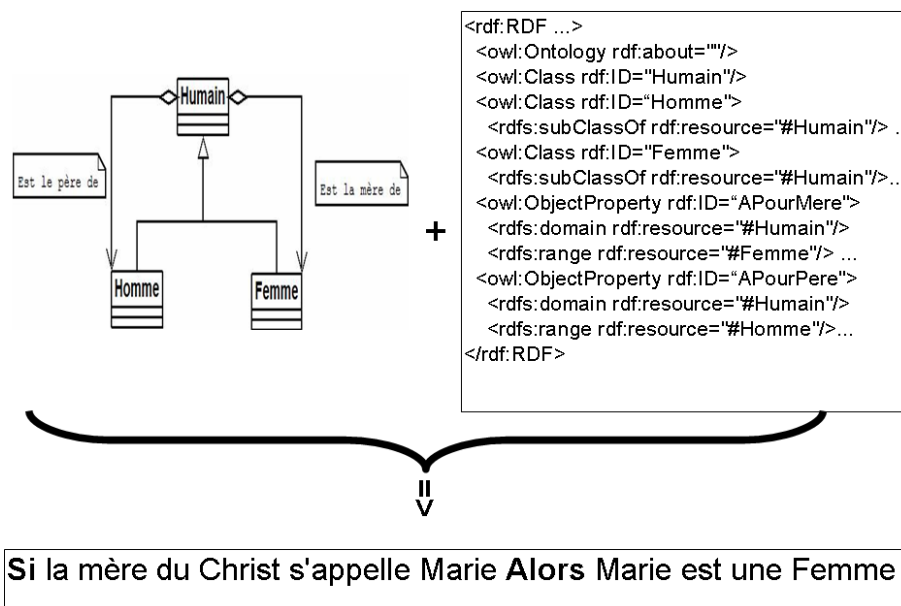 Humain
Est le père de
Est la mère de
Homme
Femme
+
<rdf:RDF ...>
<owl:Ontology rdf:about=""/>
<owl:Class rdf:ID="Humain"/>
<owl:Class rdf:ID=“Homme">
<rdfs:subClassOf rdf:resource="#Humain"/> ..
<owl:Class rdf:ID="Femme">
<rdfs:subClassOf rdf:resource="#Humain"/>...
<owl:ObjectProperty rdf:ID=“APourMere">
<rdfs:domain rdf:resource="#Humain"/>
<rdfs:range rdf:resource="#Femme"/> ...
<owl:ObjectProperty rdf:ID=“APourPere">
<rdfs:domain rdf:resource="#Humain"/>
<rdfs:range rdf:resource="#Homme"/>...
</rdf:RDF>
=>
Si la mère du Christ s'appelle Marie Alors Marie est une Femme